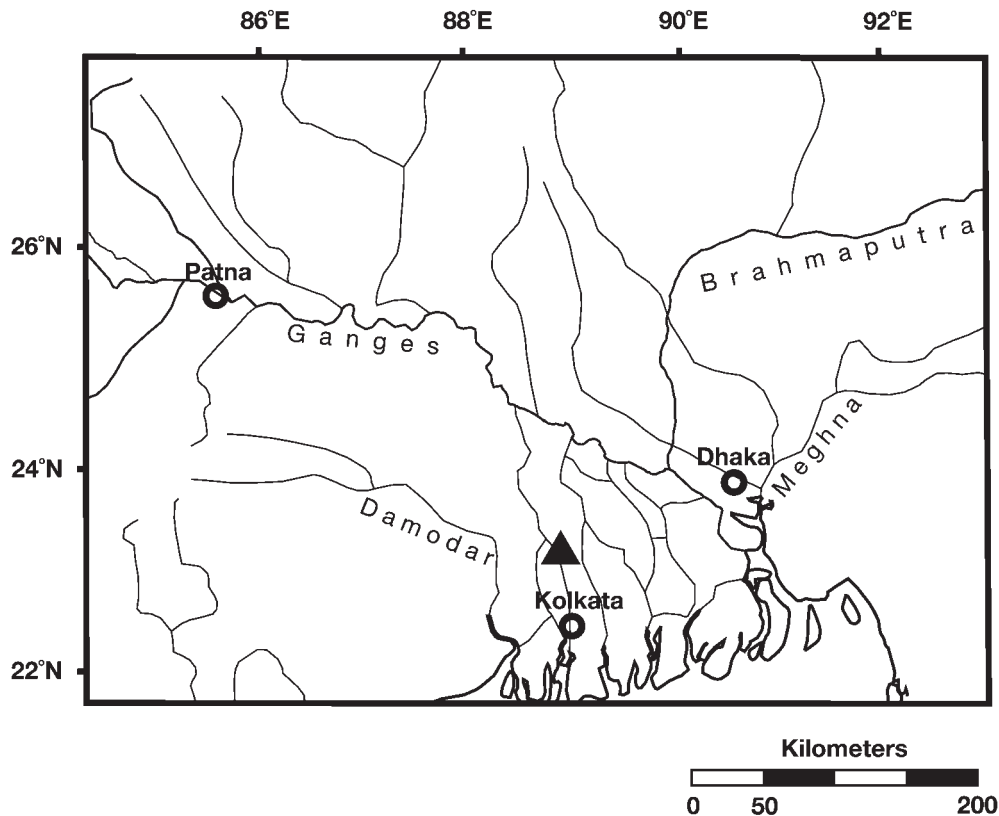 86°E 88°E 90°E 92°E
26°N
Brahmaputra
Patna
Ganges
24°N
Dhaka
Meghna
Damodar
Kolkata
22°N
Kilometers
0 50 200